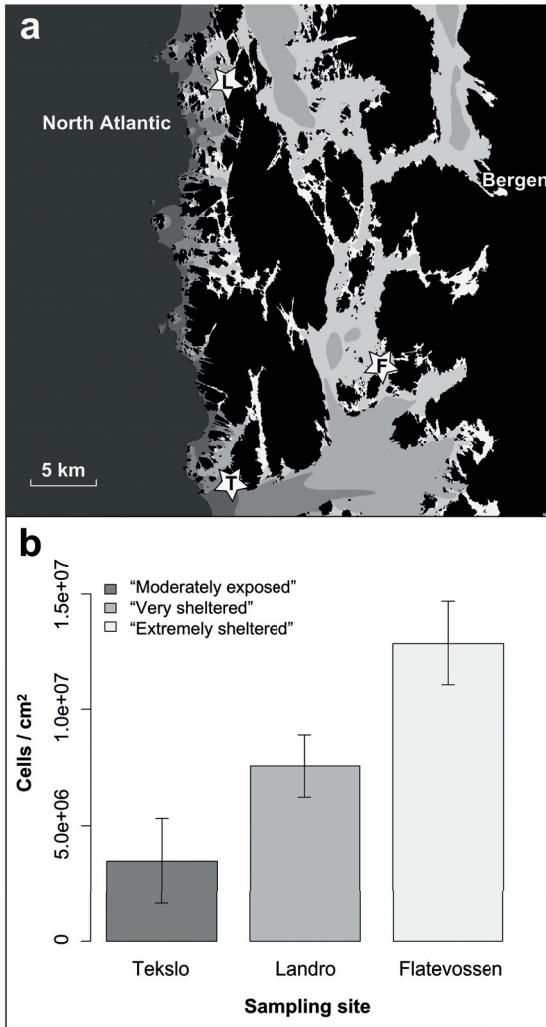 a
L
North Atlantic
Bergen
F
5 km
T
b
"Moderately exposed"
"Very sheltered"
"Extremely sheltered"
1.5e+07
1.0e+07
5.0e+06
0
Cells / cm²
Tekslo Landro Flatevossen
Sampling site